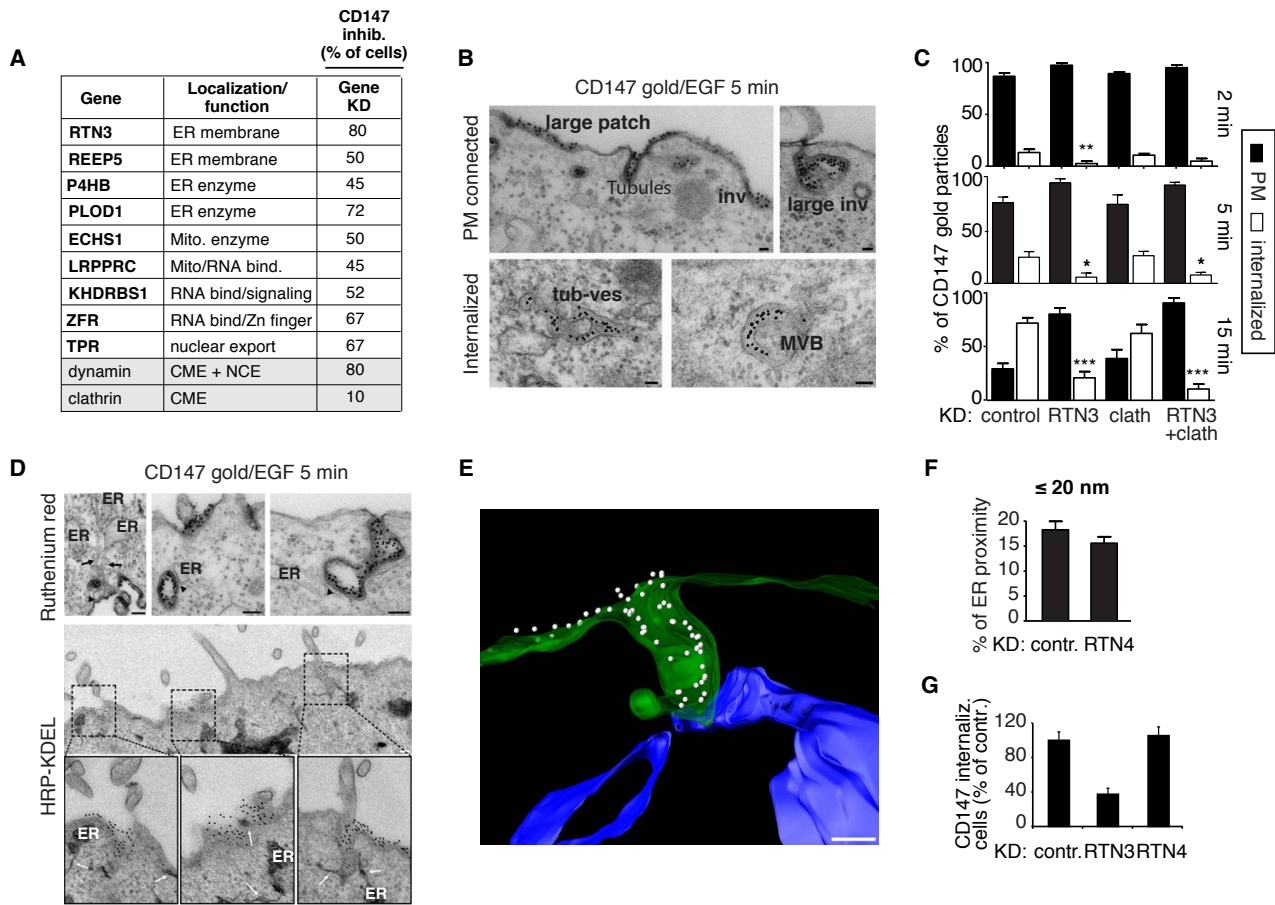 A
CD147
inhib.
(% of cells)
Gene
Localization/
function
Gene
KD
RTN3 ER membrane 80
REEP5 ER membrane 50
P4HB ER enzyme 45
PLOD1 ER enzyme 72
ECHS1 Mito. enzyme 50
LRPPRC Mito/RNA bind. 45
KHDRBS1 RNA bind/signaling 52
ZFR RNA bind/Zn finger 67
TPR nuclear export 67
dynamin CME + NCE 80
clathrin CME 10
B
CD147 gold/EGF 5 min
PM connected
large patch
Tubules
inv
large inv
Internalized
tub-ves
MVB
C
% of CD147 gold particles
100
50
0
**
2 min
100
50
0
*
*
5 min
100
50
0
***
***
15 min
KD: control RTN3 clath RTN3
+clath
PM
internalized
D
CD147 gold/EGF 5 min
Ruthenium red
ER
ER
ER
ER
ER
HRP-KDEL
ER
ER
ER
E
F
≤ 20 nm
% of ER proximity
20
15
10
5
0
KD: contr. RTN4
G
CD147 internaliz.
cells (% of contr.)
120
80
40
0
KD: contr. RTN3 RTN4